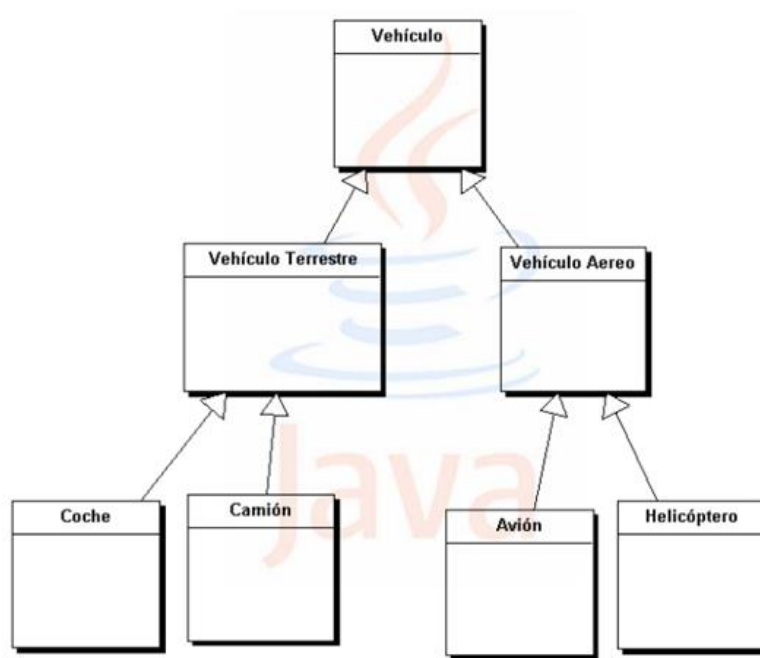 Vehículo
Vehículo Terrestre
Vehículo Aereo
Coche
Camión
Avión
Helicóptero
Java